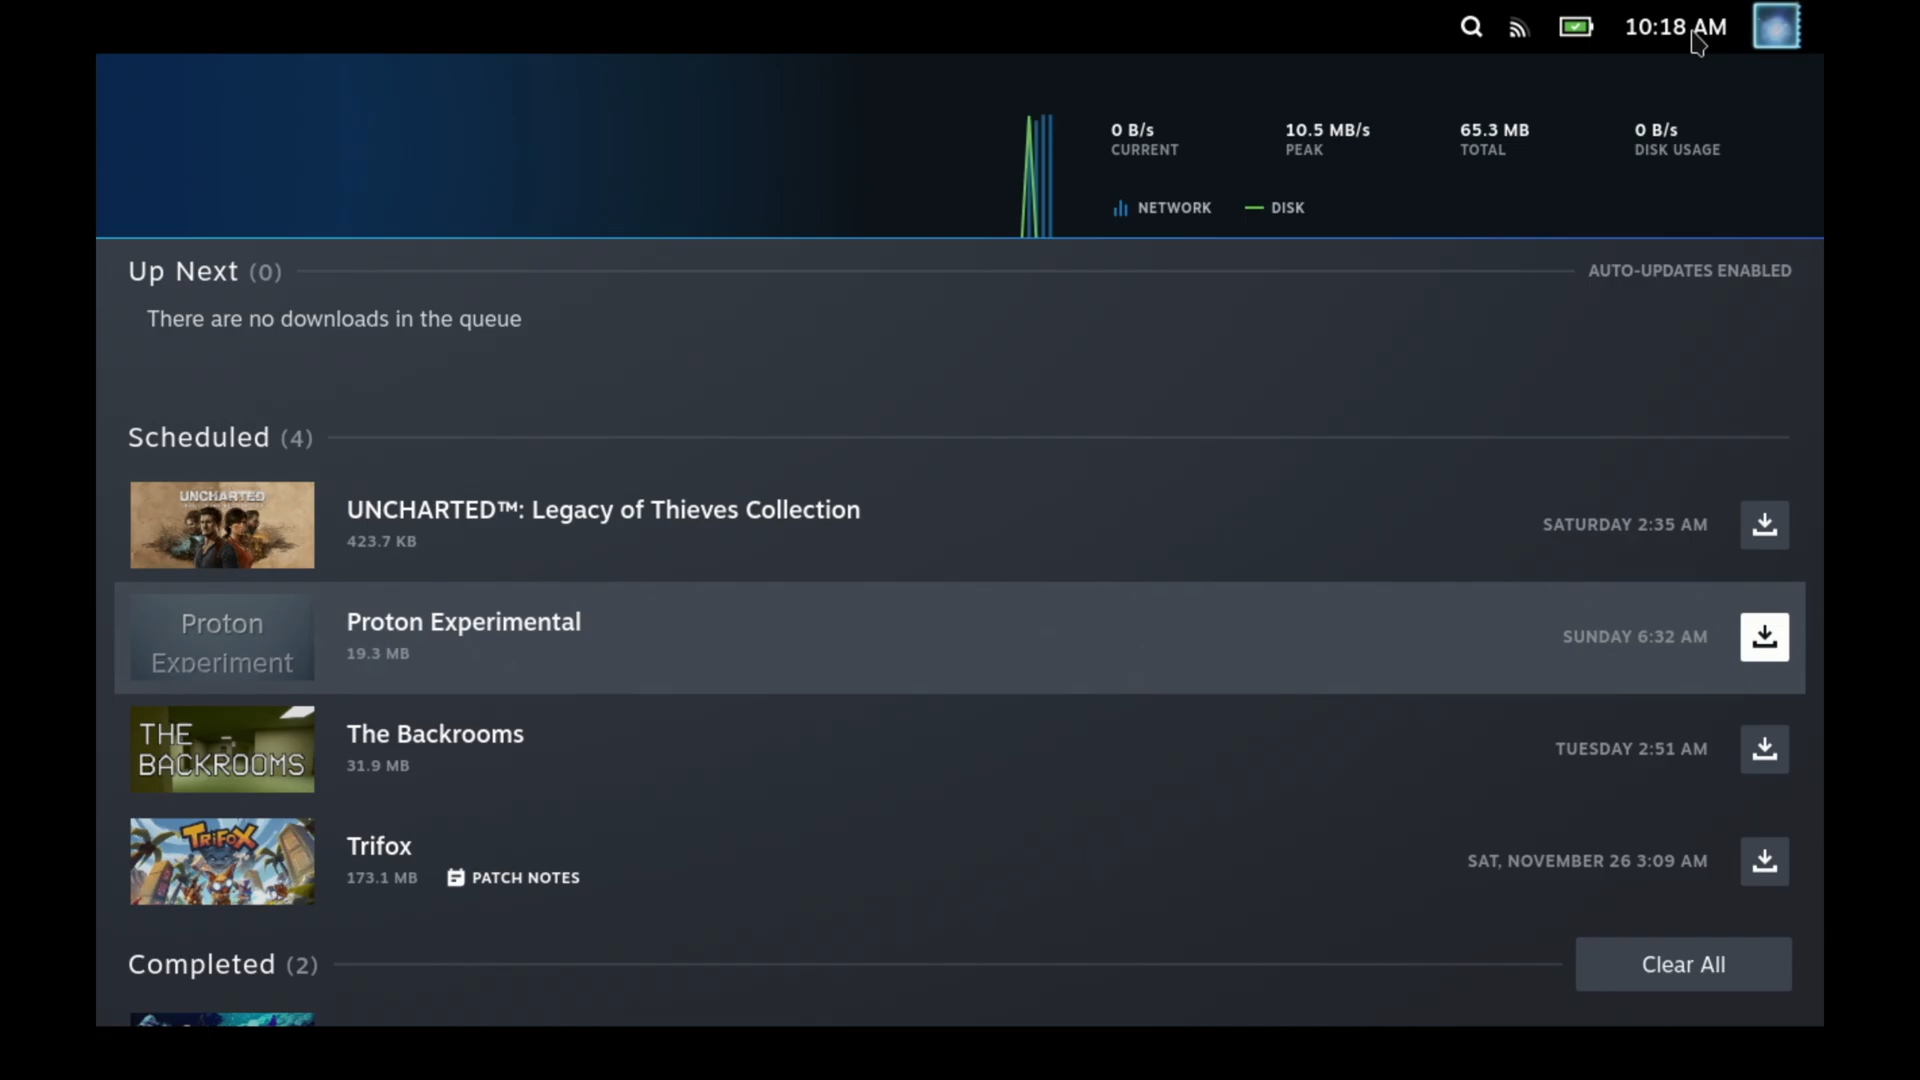 10:18 AM
0 B/s
CURRENT
10.5 MB/s
PEAK
65.3 MB
TOTAL
0 B/s
DISK USAGE
NETWORK
DISK
Up Next (0)
AUTO-UPDATES ENABLED
There are no downloads in the queue
Scheduled (4)
UNCHARTED
UNCHARTED™: Legacy of Thieves Collection
423.7 KB
SATURDAY 2:35 AM
Proton
Experiment
Proton Experimental
19.3 MB
SUNDAY 6:32 AM
THE
BACKROOMS
The Backrooms
31.9 MB
TUESDAY 2:51 AM
TRIFOX
Trifox
173.1 MB
PATCH NOTES
SAT, NOVEMBER 26 3:09 AM
Completed (2)
Clear All